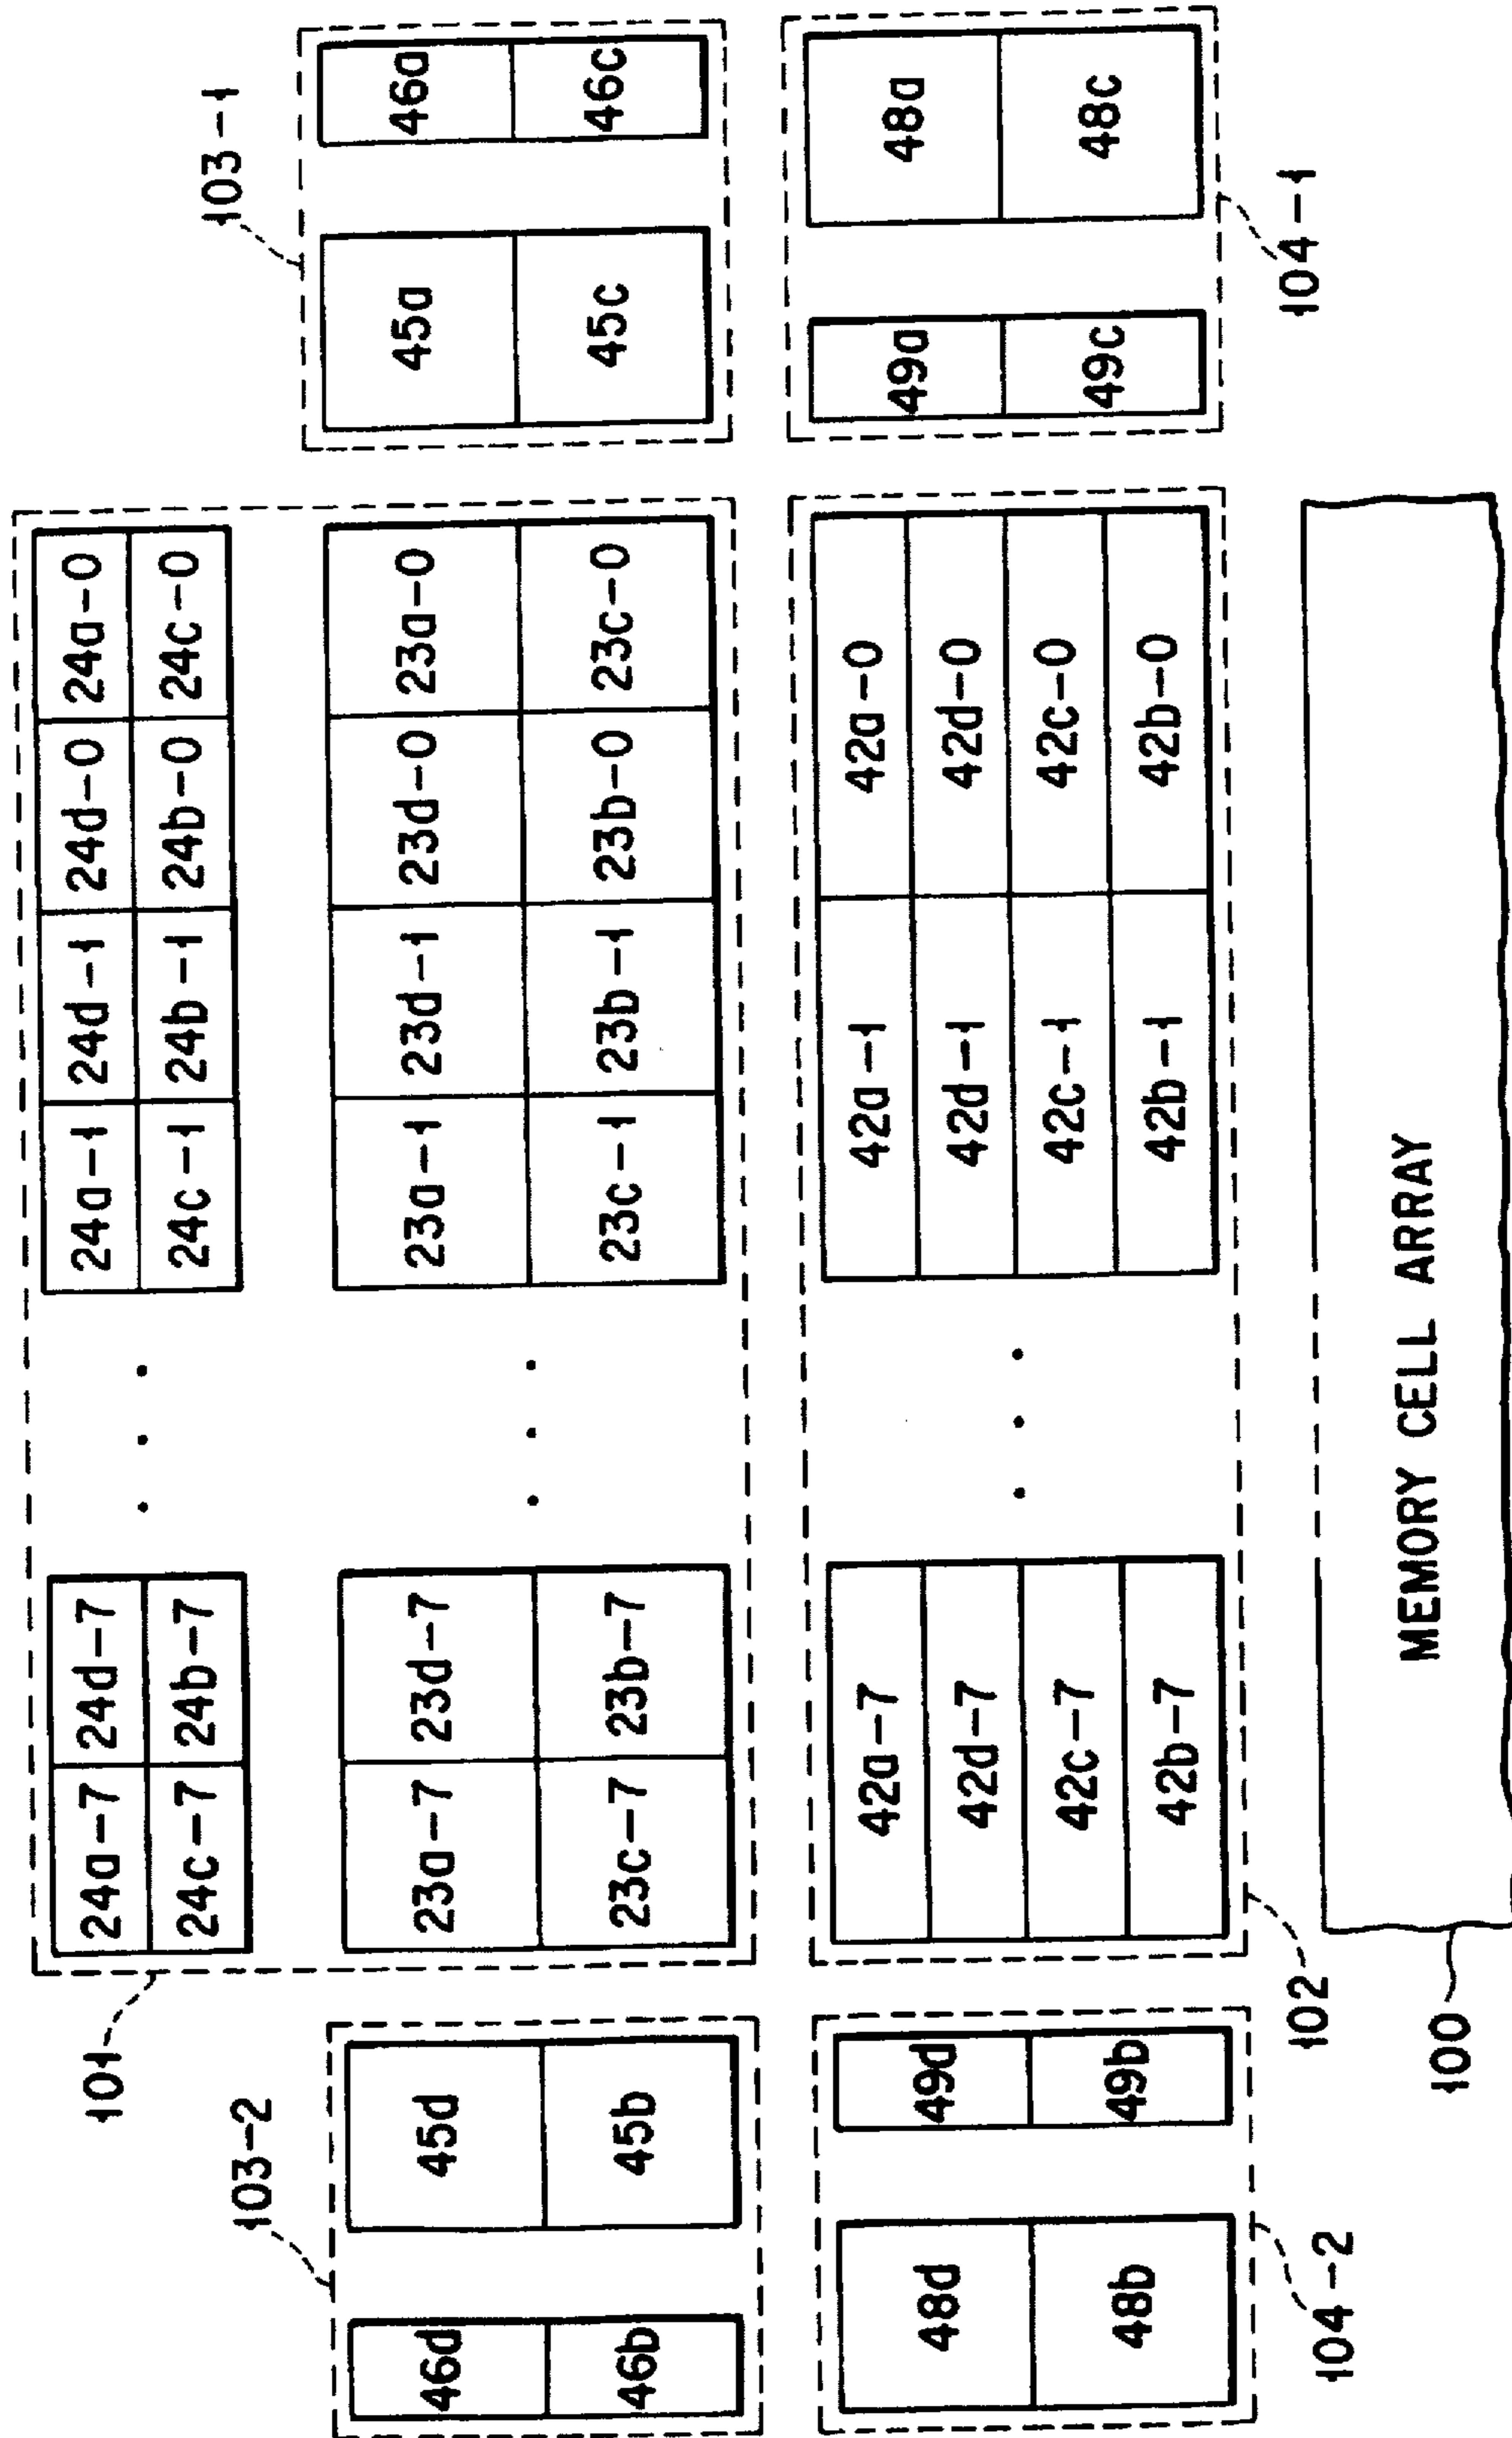 101
24a-7 24d-7 24a-1 24d-1 24d-0 24a-0
24c-7 24b-7 . . . 24c-1 24b-1 24b-0 24c-0
103-2
103-1
46d 45d 23a-7 23d-7 23a-1 23d-1 23d-0 23a-0 45a 46a
. . .
46b 45b 23c-7 23b-7 23c-1 23b-1 23b-0 23c-0 45c 46c
48d 49d 42a-7 42a-1 42a-0 49a 48a
42d-7 42d-1 42d-0
. . .
48b 49b 42c-7 42c-1 42c-0 49c 48c
42b-7 42b-1 42b-0
104-2
102
104-1
100
MEMORY CELL ARRAY